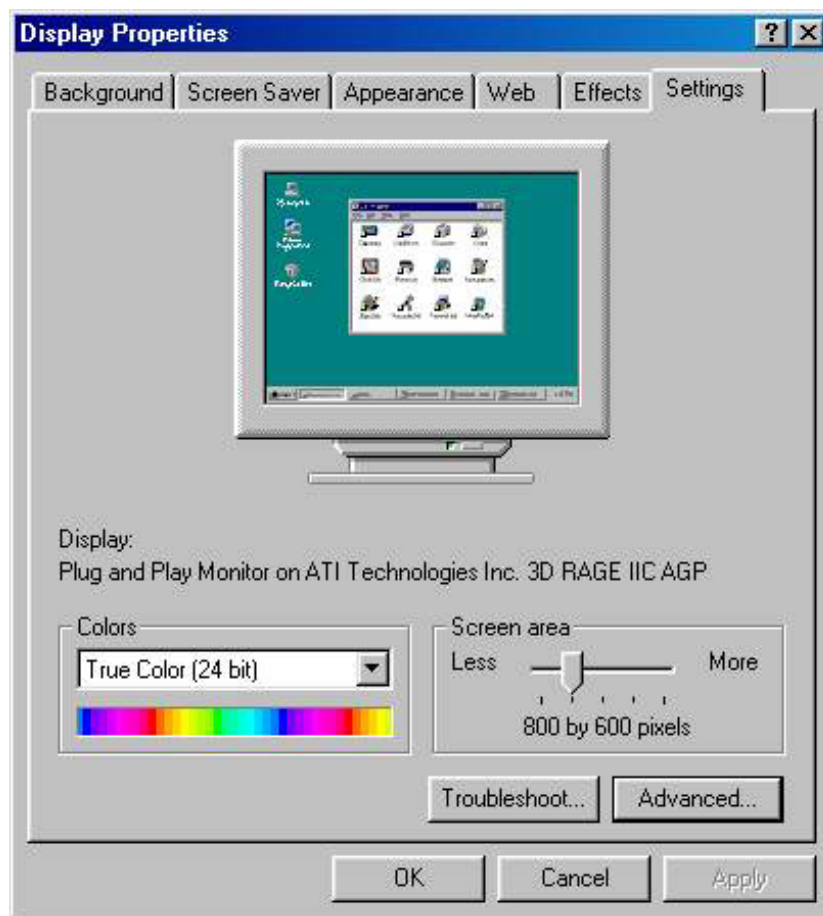 Display Properties
Background Screen Saver Appearance Web Effects Settings
Display:
Plug and Play Monitor on ATI Technologies Inc. 3D RAGE IIC AGP
Colors
True Color (24 bit)
Screen area
Less More
800 by 600 pixels
Troubleshoot... Advanced...
OK Cancel Apply